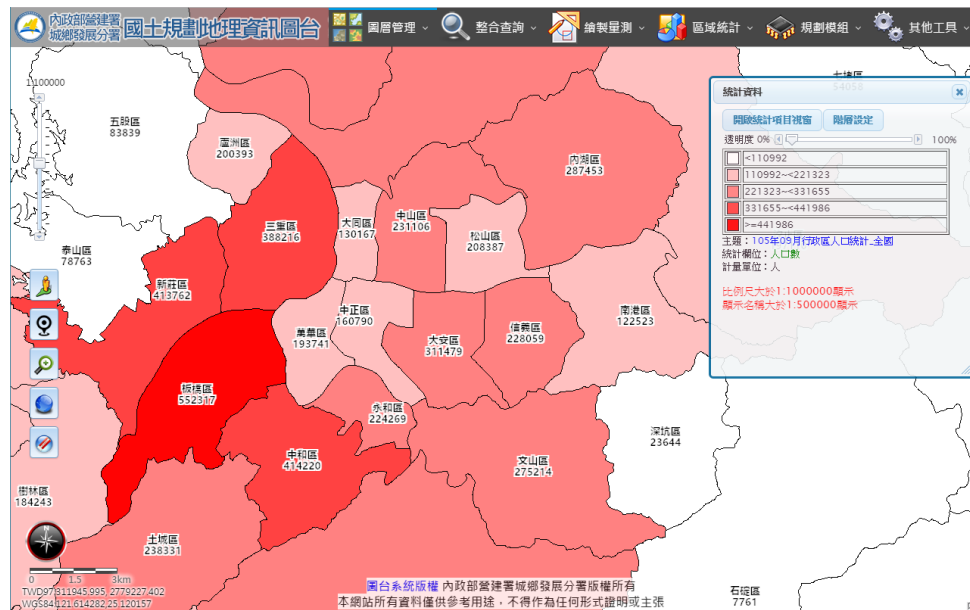 內政部營建署
城鄉發展分署
國土規劃地理資訊圖台
圖層管理
整合查詢
繪製量測
區域統計
規劃模組
其他工具
1:100000
統計資料
開啟統計項目視窗
階層設定
透明度 0%
100%
<110992
110992~<221323
221323~<331655
331655~<441986
>=441986
主題：105年09月行政區人口統計_全國
統計欄位：人口數
計量單位：人
比例尺大於1:1000000顯示
顯示名稱大於1:500000顯示
七堵區
54058
五股區
83839
蘆洲區
200393
內湖區
287453
三重區
388216
大同區
130167
中山區
231106
松山區
208387
泰山區
78763
新莊區
413762
中正區
160790
萬華區
193741
大安區
311479
信義區
228059
南港區
122523
板橋區
552317
永和區
224269
中和區
414220
文山區
275214
深坑區
23644
樹林區
184243
土城區
238331
石碇區
7761
N
0 1.5 3km
TWD97:311945.995, 2779227.402
WGS84:121.614282,25.120157
圖台系統版權 內政部營建署城鄉發展分署版權所有
本網站所有資料僅供參考用途，不得作為任何形式證明或主張